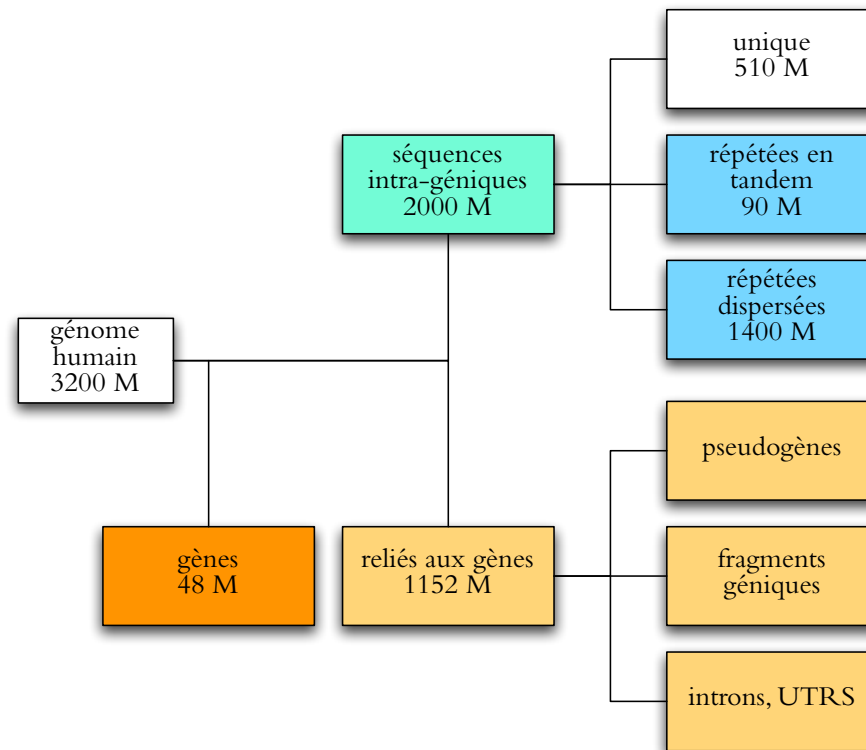 unique
510 M
séquences
intra-géniques
2000 M
répétées en
tandem
90 M
répétées
dispersées
1400 M
génome
humain
3200 M
pseudogènes
gènes
48 M
reliés aux gènes
1152 M
fragments
géniques
introns, UTRS